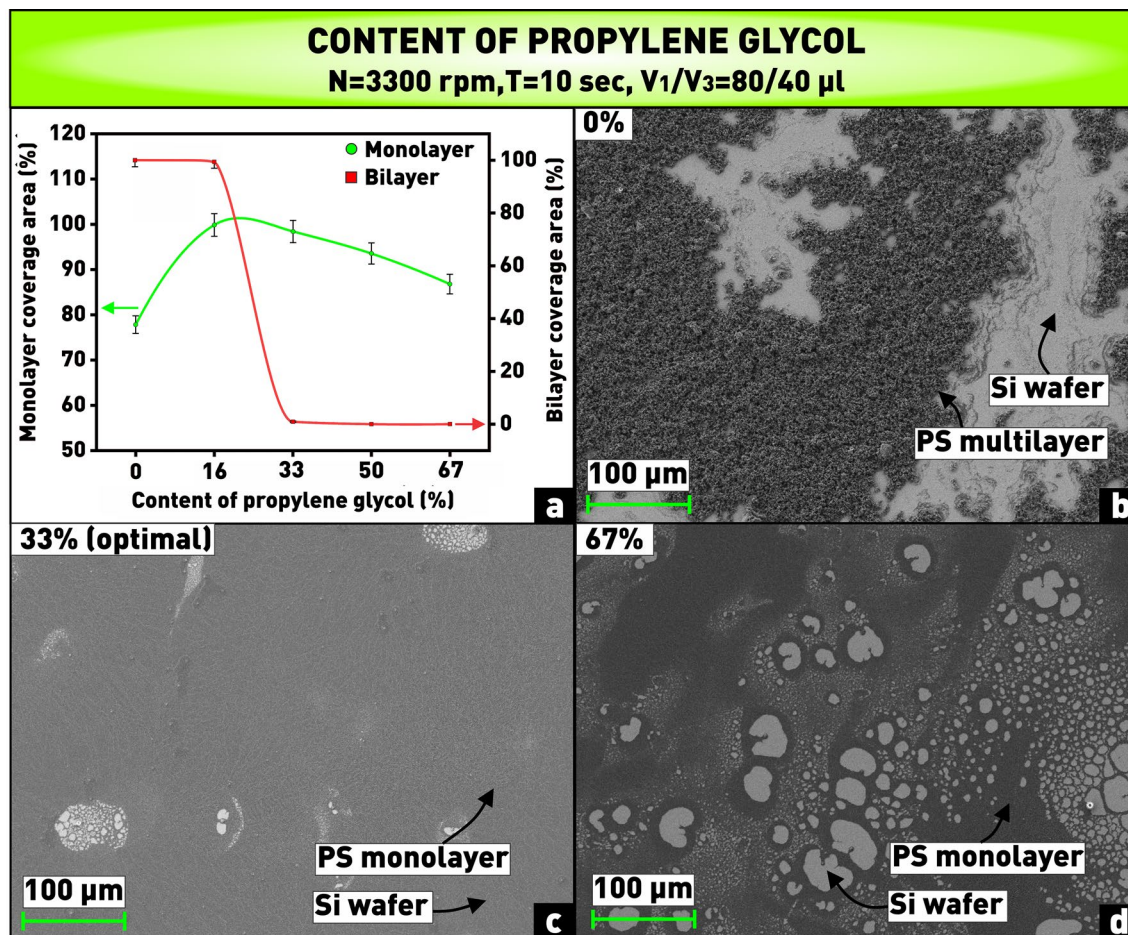 CONTENT OF PROPYLENE GLYCOL
N=3300 rpm,T=10 sec, V1/V3=80/40 µl
120
110
100
90
80
70
60
50
Monolayer coverage area (%)
Monolayer
Bilayer
100
80
60
40
20
0
Bilayer coverage area (%)
0 16 33 50 67
Content of propylene glycol (%)
a
0%
Si wafer
PS multilayer
100 µm
b
33% (optimal)
PS monolayer
Si wafer
100 µm
c
67%
PS monolayer
Si wafer
100 µm
d